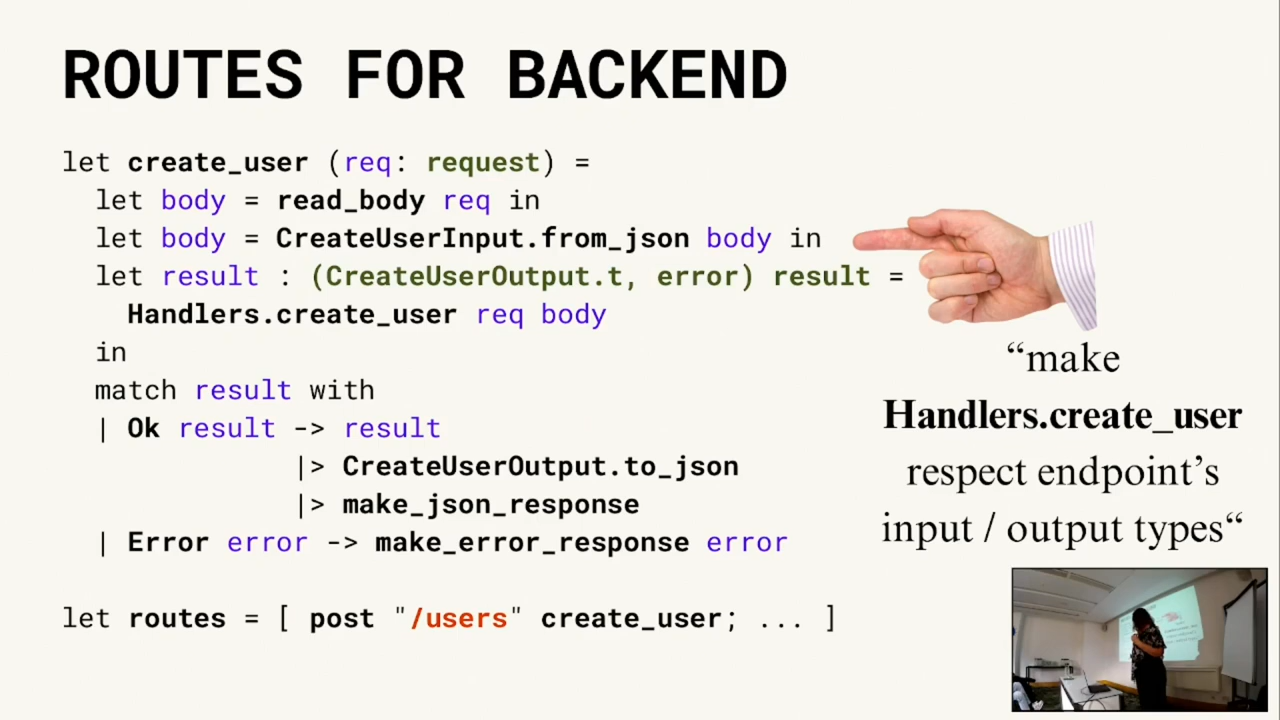 ROUTES FOR BACKEND
let create_user (req: request) =
let body = read_body req in
let body = CreateUserInput.from_json body in
let result : (CreateUserOutput.t, error) result =
Handlers.create_user req body
in
match result with
| Ok result -> result
|> CreateUserOutput.to_json
|> make_json_response
| Error error -> make_error_response error
let routes = [ post "/users" create_user; ... ]
“make
Handlers.create_user
respect endpoint’s
input / output types“